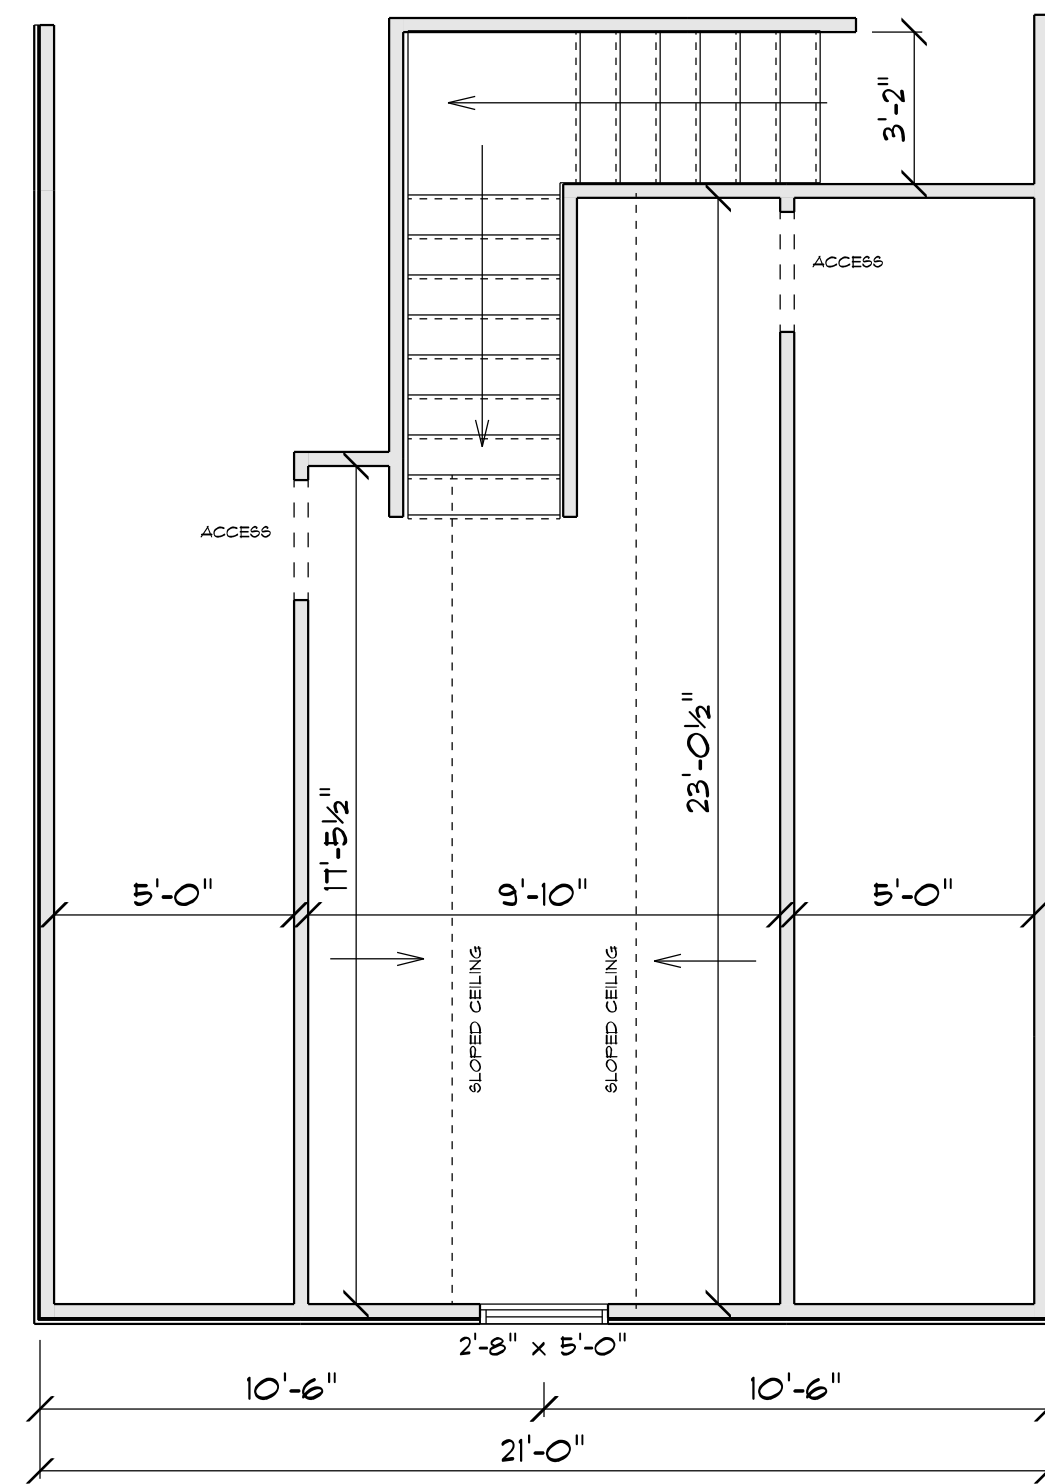 3'-2"
ACCESS
ACCESS
23'-0½"
17'-5½"
5'-0"
9'-10"
5'-0"
SLOPED CEILING
SLOPED CEILING
2'-8" x 5'-0"
10'-6"
10'-6"
21'-0"